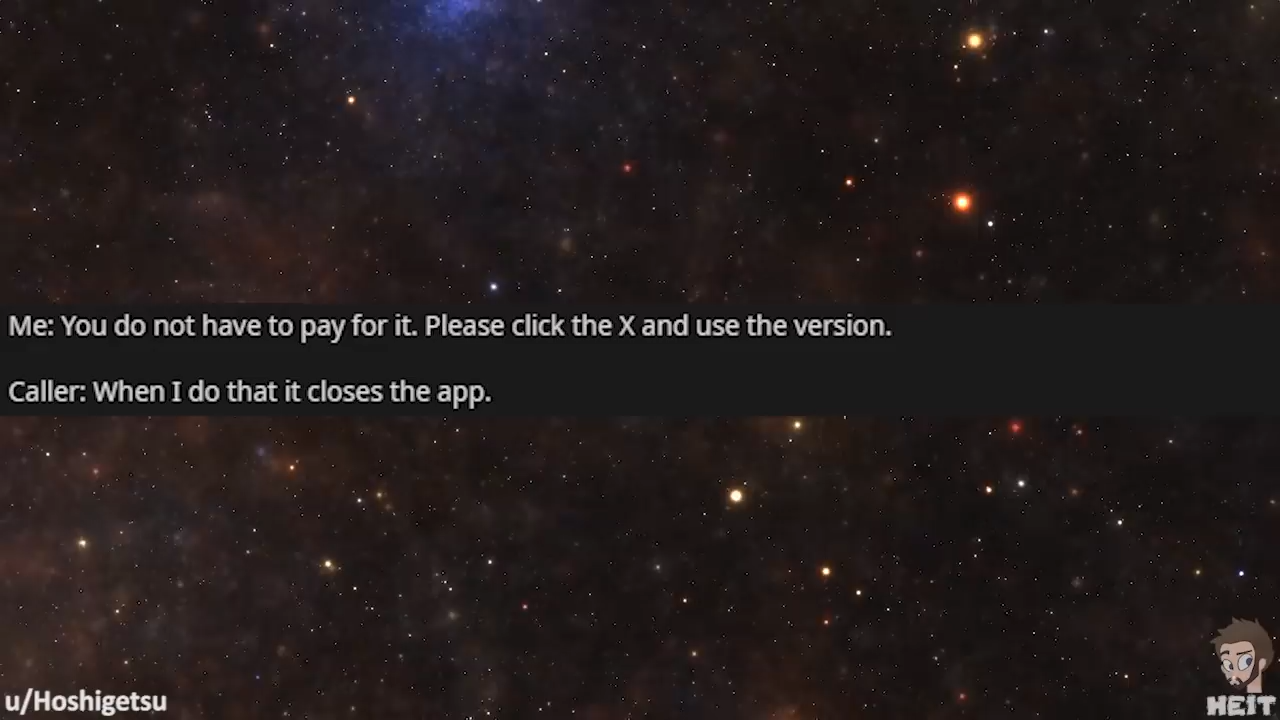 Me: You do not have to pay for it. Please click the X and use the version.
Caller: When I do that it closes the app.
u/Hoshigetsu
HEIT